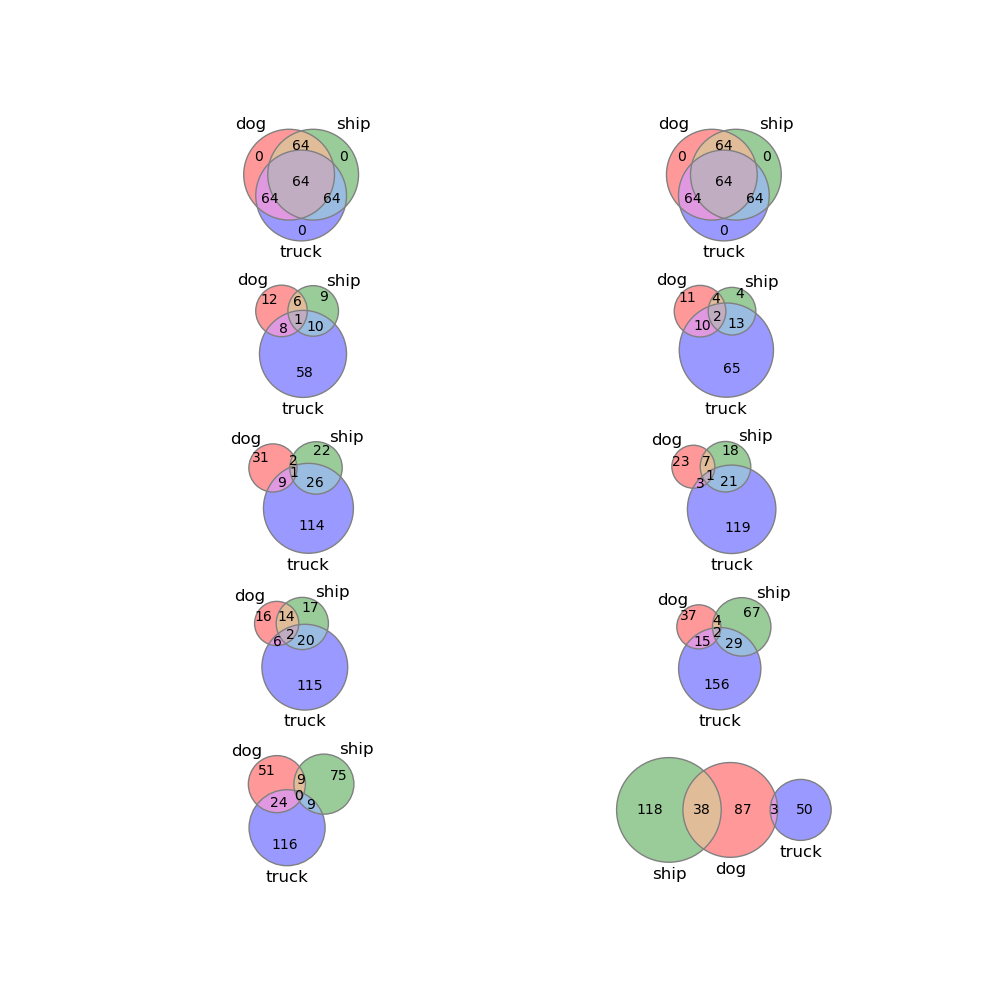 dog ship
0 64 0
64
64 64
0
truck
dog ship
0 64 0
64
64 64
0
truck
dog ship
12 6 9
1
8 10
58
truck
dog ship
11 4 4
2
10 13
65
truck
dog ship
31 2 22
1
9 26
114
truck
dog ship
23 7 18
1
3 21
119
truck
dog ship
16 14 17
2
6 20
115
truck
dog ship
37 4 67
2
15 29
156
truck
dog ship
51 9 75
0
24 9
116
truck
118 38 87 3 50
ship dog truck